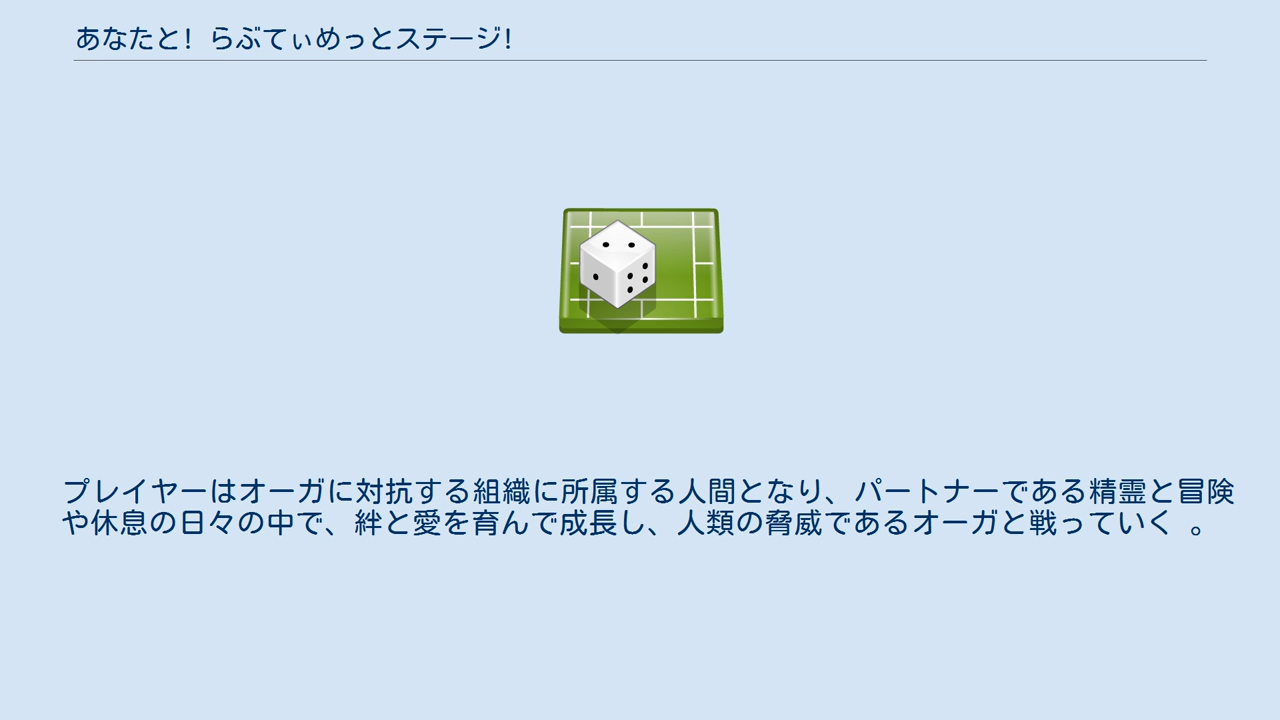 あなたと! らぶてぃめっとステージ!
プレイヤーはオーガに対抗する組織に所属する人間となり、パートナーである精霊と冒険
や休息の日々の中で、絆と愛を育んで成長し、人類の脅威であるオーガと戦っていく 。